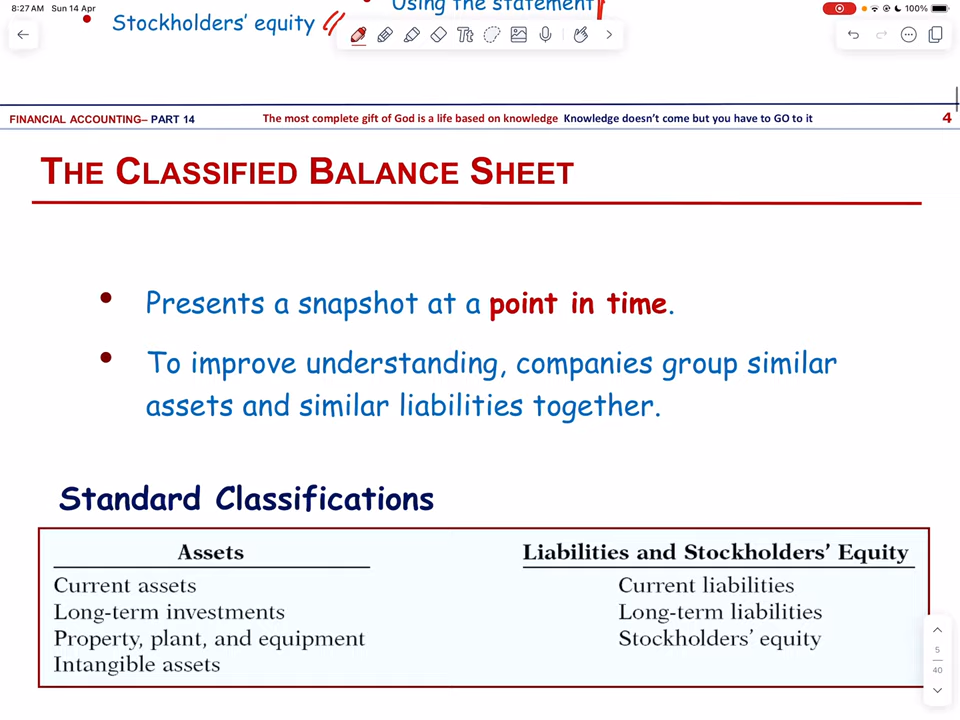 8:27 AM Sun 14 Apr
100%
Using the statement
• Stockholders’ equity
Tt
FINANCIAL ACCOUNTING– PART 14 The most complete gift of God is a life based on knowledge Knowledge doesn’t come but you have to GO to it 4
THE CLASSIFIED BALANCE SHEET
• Presents a snapshot at a point in time.
• To improve understanding, companies group similar
assets and similar liabilities together.
Standard Classifications
Assets
Current assets
Long-term investments
Property, plant, and equipment
Intangible assets
Liabilities and Stockholders’ Equity
Current liabilities
Long-term liabilities
Stockholders’ equity
5
40